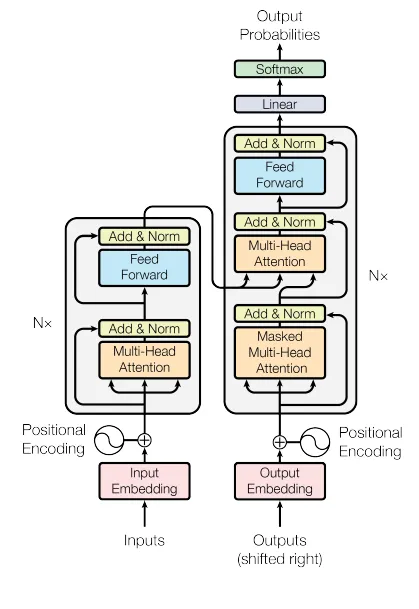 Output
Probabilities
Softmax
Linear
Add & Norm
Feed
Forward
Add & Norm
Multi-Head
Attention
Add & Norm
Masked
Multi-Head
Attention
Nx
Add & Norm
Feed
Forward
Add & Norm
Multi-Head
Attention
Nx
Positional
Encoding
Positional
Encoding
Input
Embedding
Output
Embedding
Inputs
Outputs
(shifted right)